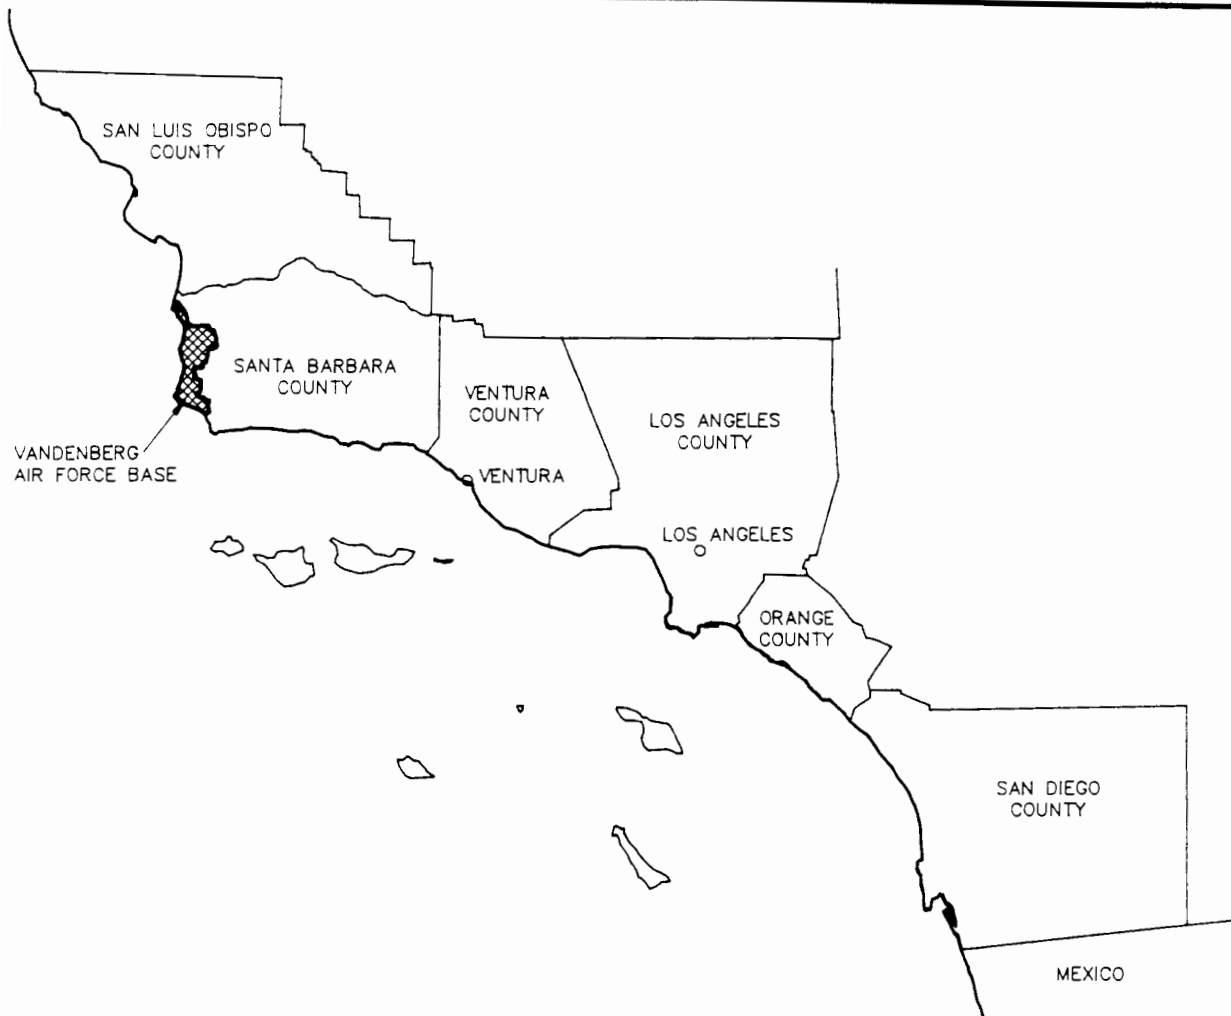 SAN LUIS OBISPO
COUNTY
SANTA BARBARA
COUNTY
VENTURA
COUNTY
LOS ANGELES
COUNTY
VANDENBERG
AIR FORCE BASE
VENTURA
LOS ANGELES
ORANGE
COUNTY
SAN DIEGO
COUNTY
MEXICO